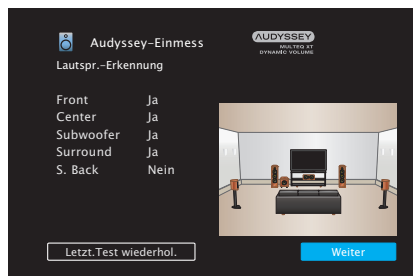 Audyssey-Einmess
AUDYSSEY
MULTEQ XT
DYNAMIC VOLUME
Lautspr.-Erkennung
Front Ja
Center Ja
Subwoofer Ja
Surround Ja
S. Back Nein
Letzt.Test wiederhol.
Weiter